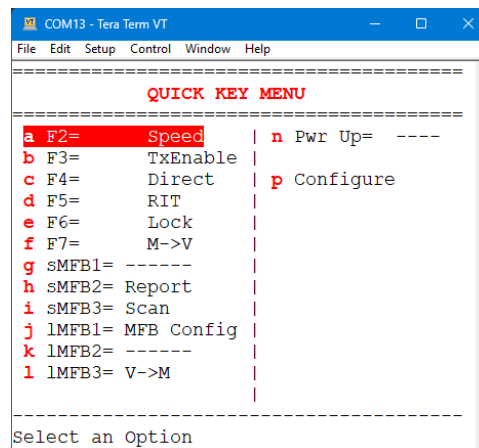 COM13 - Tera Term VT
File Edit Setup Control Window Help
==========================================
QUICK KEY MENU
==========================================
a F2= Speed | n Pwr Up= ----
b F3= TxEnable |
c F4= Direct | p Configure
d F5= RIT |
e F6= Lock |
f F7= M->V |
g sMFB1= ------ |
h sMFB2= Report |
i sMFB3= Scan |
j lMFB1= MFB Config |
k lMFB2= ------ |
l lMFB3= V->M |
|
------------------------------------------
Select an Option